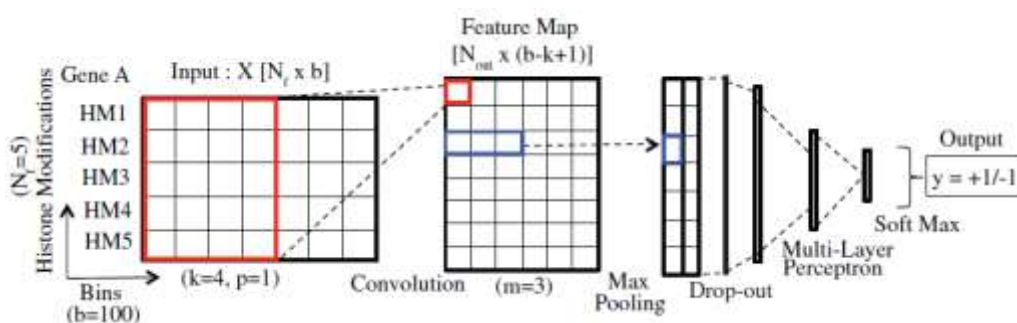 Feature Map
[N_out x (b-k+1)]
Gene A
Input : X [N_f x b]
HM1
HM2
HM3
HM4
HM5
Histone Modifications
(N_f=5)
Bins
(b=100)
(k=4, p=1)
Convolution
(m=3)
Max
Pooling
Drop-out
Multi-Layer
Perceptron
Soft Max
Output
y = +1/-1